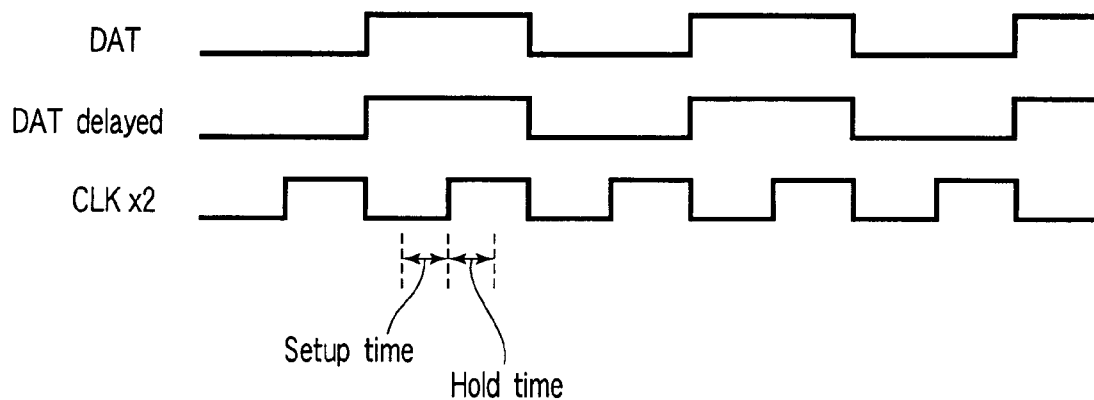 DAT
DAT delayed
CLK x2
Setup time
Hold time